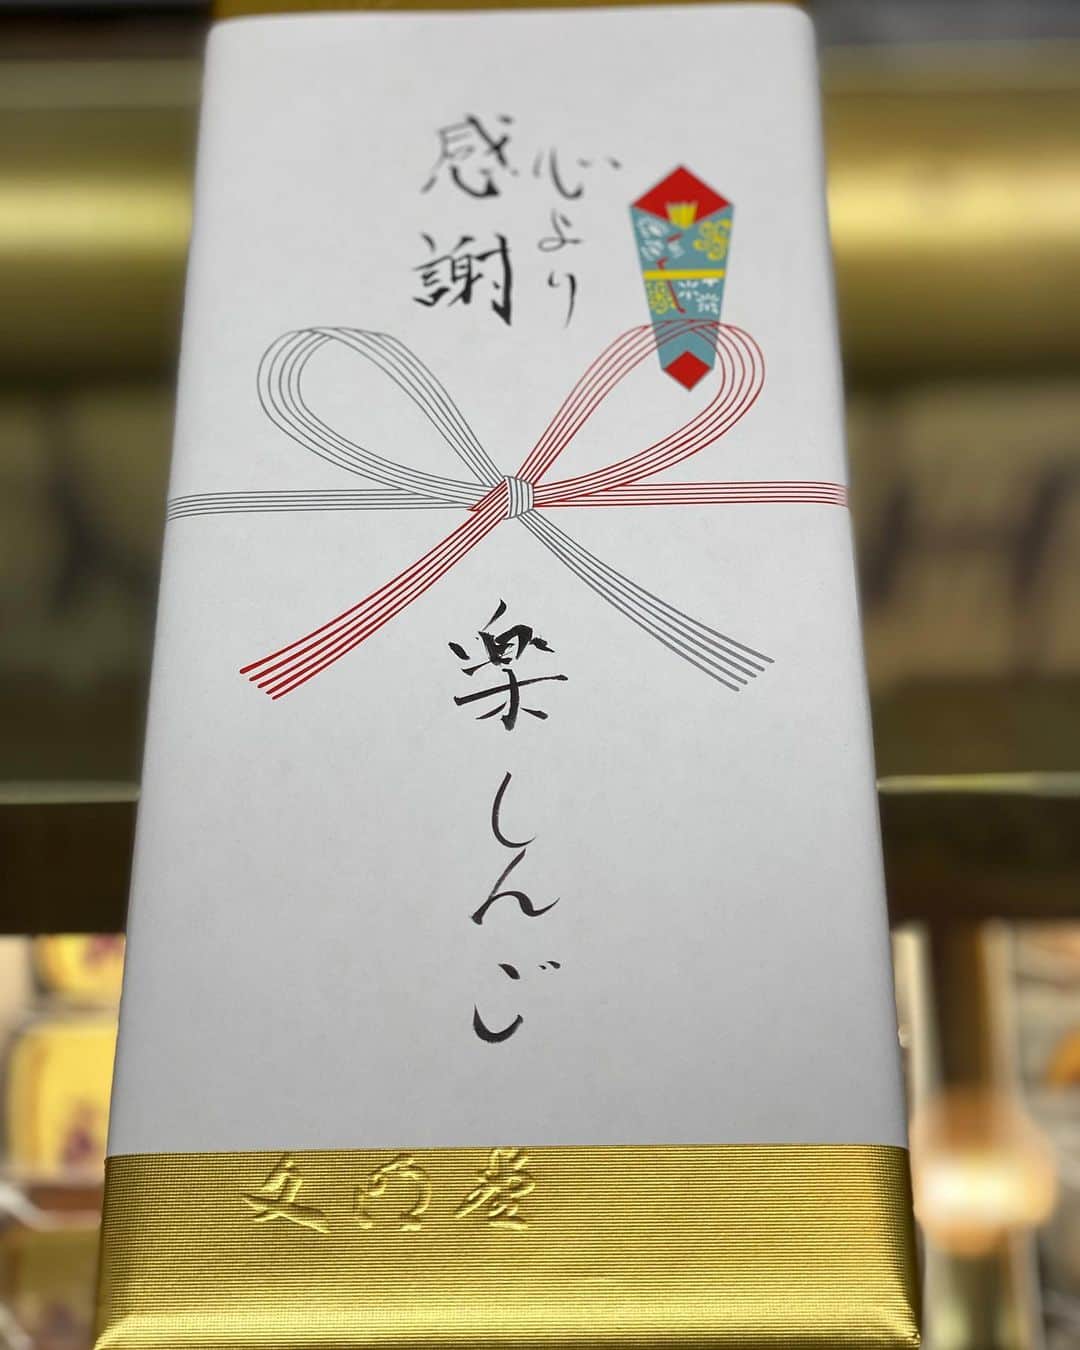 心より
感謝
楽しんご
文明堂